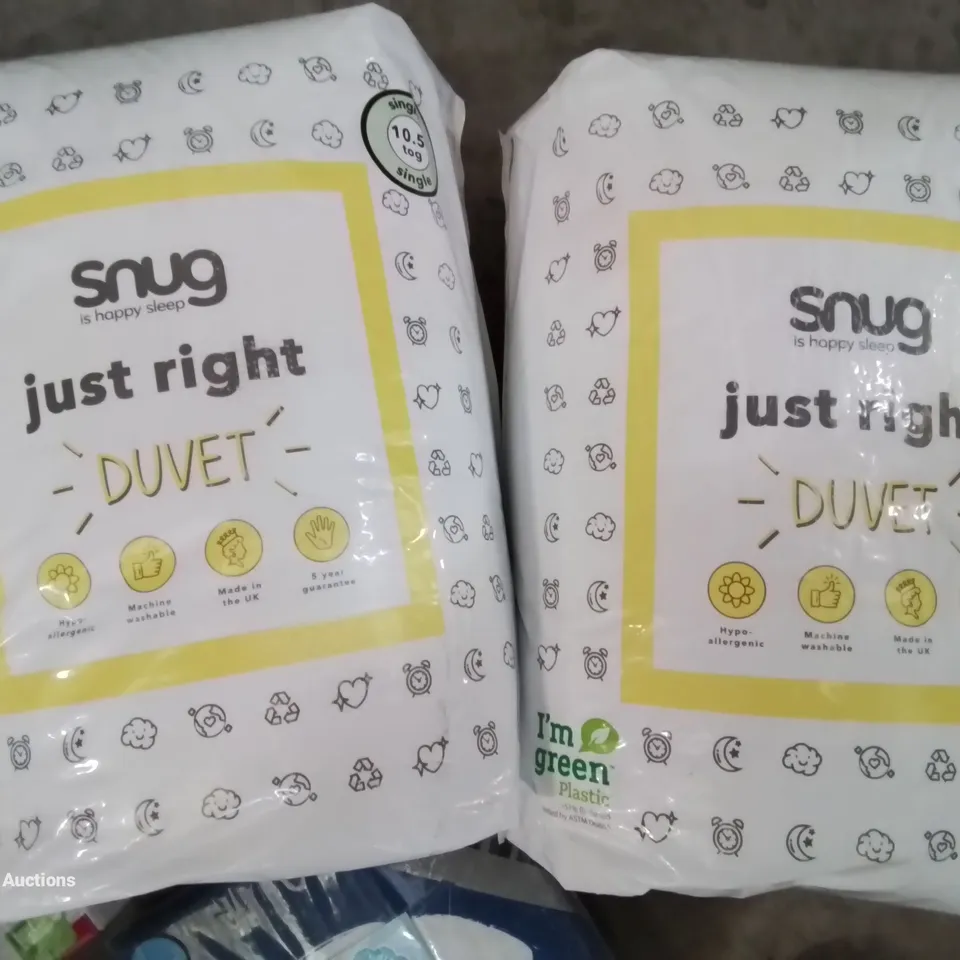 single
10.5
tog
single
snug
is happy sleep
just right
DUVET
Hypo-
allergenic
Machine
washable
Made in
the UK
5 year
guarantee
snug
is happy sleep
just righ
DUVET
Hypo-
allergenic
Machine
washable
Made in
the UK
I'm
green™
Plastic
Auctions